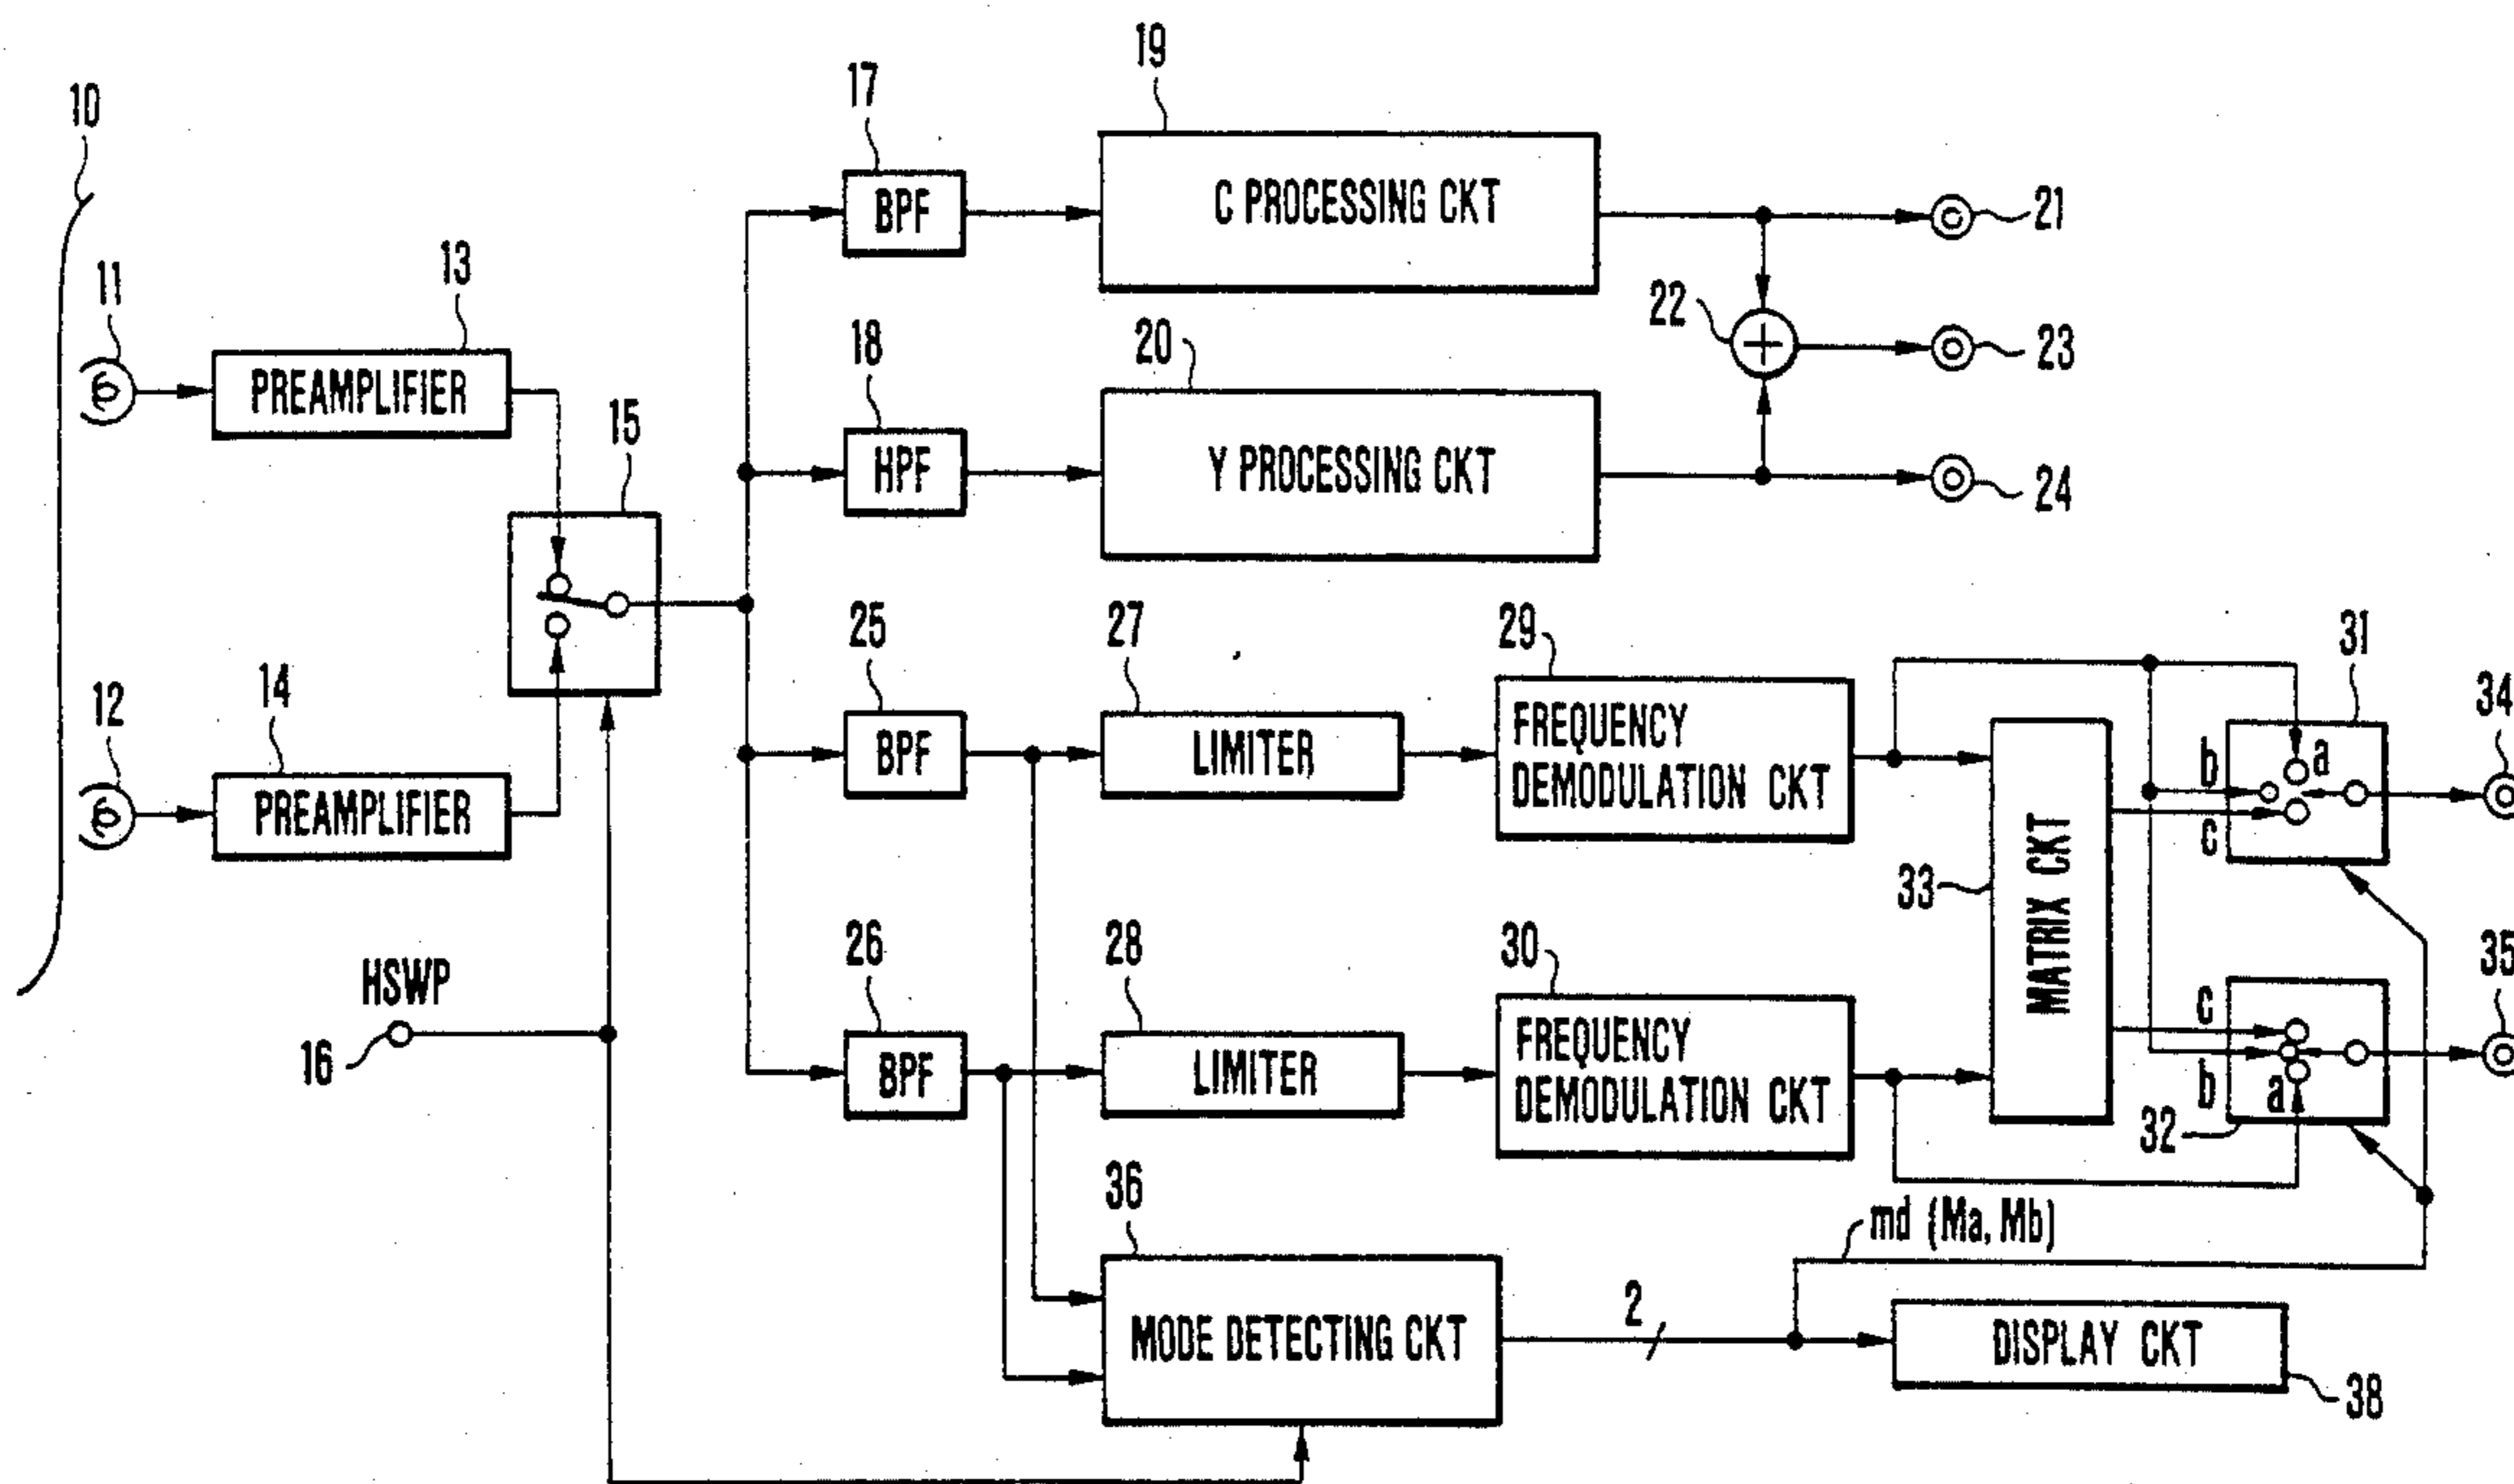 19
17
10
C PROCESSING CKT
BPF
21
13
11
22
18
20
23
PREAMPLIFIER
15
HPF
Y PROCESSING CKT
24
25
27
29
31
34
12
14
FREQUENCY
DEMODULATION CKT
BPF
LIMITER
b
a
PREAMPLIFIER
c
MATRIX CKT
33
26
28
30
35
HSWP
16
FREQUENCY
DEMODULATION CKT
c
BPF
LIMITER
b
a
32
36
md (Ma, Mb)
2
MODE DETECTING CKT
DISPLAY CKT
38